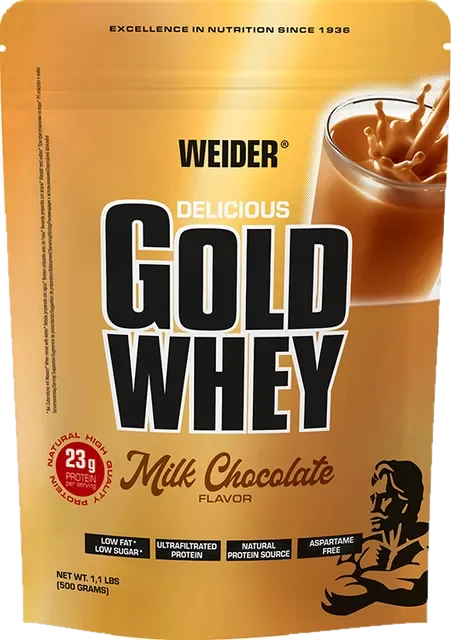 EXCELLENCE IN NUTRITION SINCE 1936
WEIDER®
DELICIOUS
GOLD
WHEY
Milk Chocolate
FLAVOR
NATURAL HIGH QUALITY PROTEIN
23 g
PROTEIN
per serving
LOW FAT*
LOW SUGAR*
ULTRAFILTRATED
PROTEIN
NATURAL
PROTEIN SOURCE
ASPARTAME
FREE
NET WT. 1,1 LBS
(500 GRAMS)